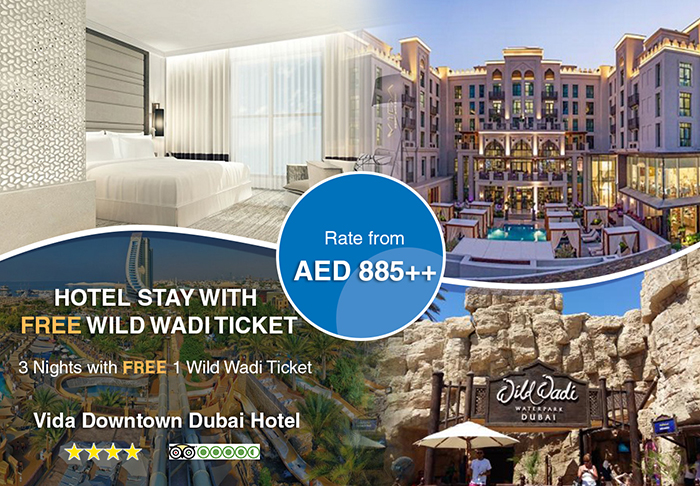 Rate from
AED 885++
HOTEL STAY WITH
FREE WILD WADI TICKET
3 Nights with FREE 1 Wild Wadi Ticket
Vida Downtown Dubai Hotel
Wild Wadi
WATERPARK
DUBAI